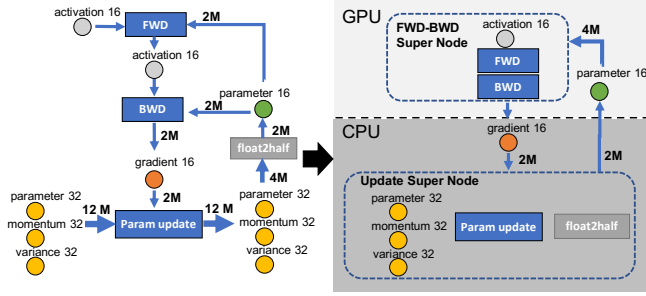 activation 16
FWD
2M
activation 16
2M
parameter 16
BWD
2M
2M
float2half
gradient 16
4M
2M
parameter 32
parameter 32
12 M
12 M
momentum 32
Param update
momentum 32
variance 32
variance 32
GPU
FWD-BWD
Super Node
activation 16
4M
FWD
parameter 16
BWD
CPU
gradient 16
2M
2M
Update Super Node
parameter 32
momentum 32
Param update
float2half
variance 32